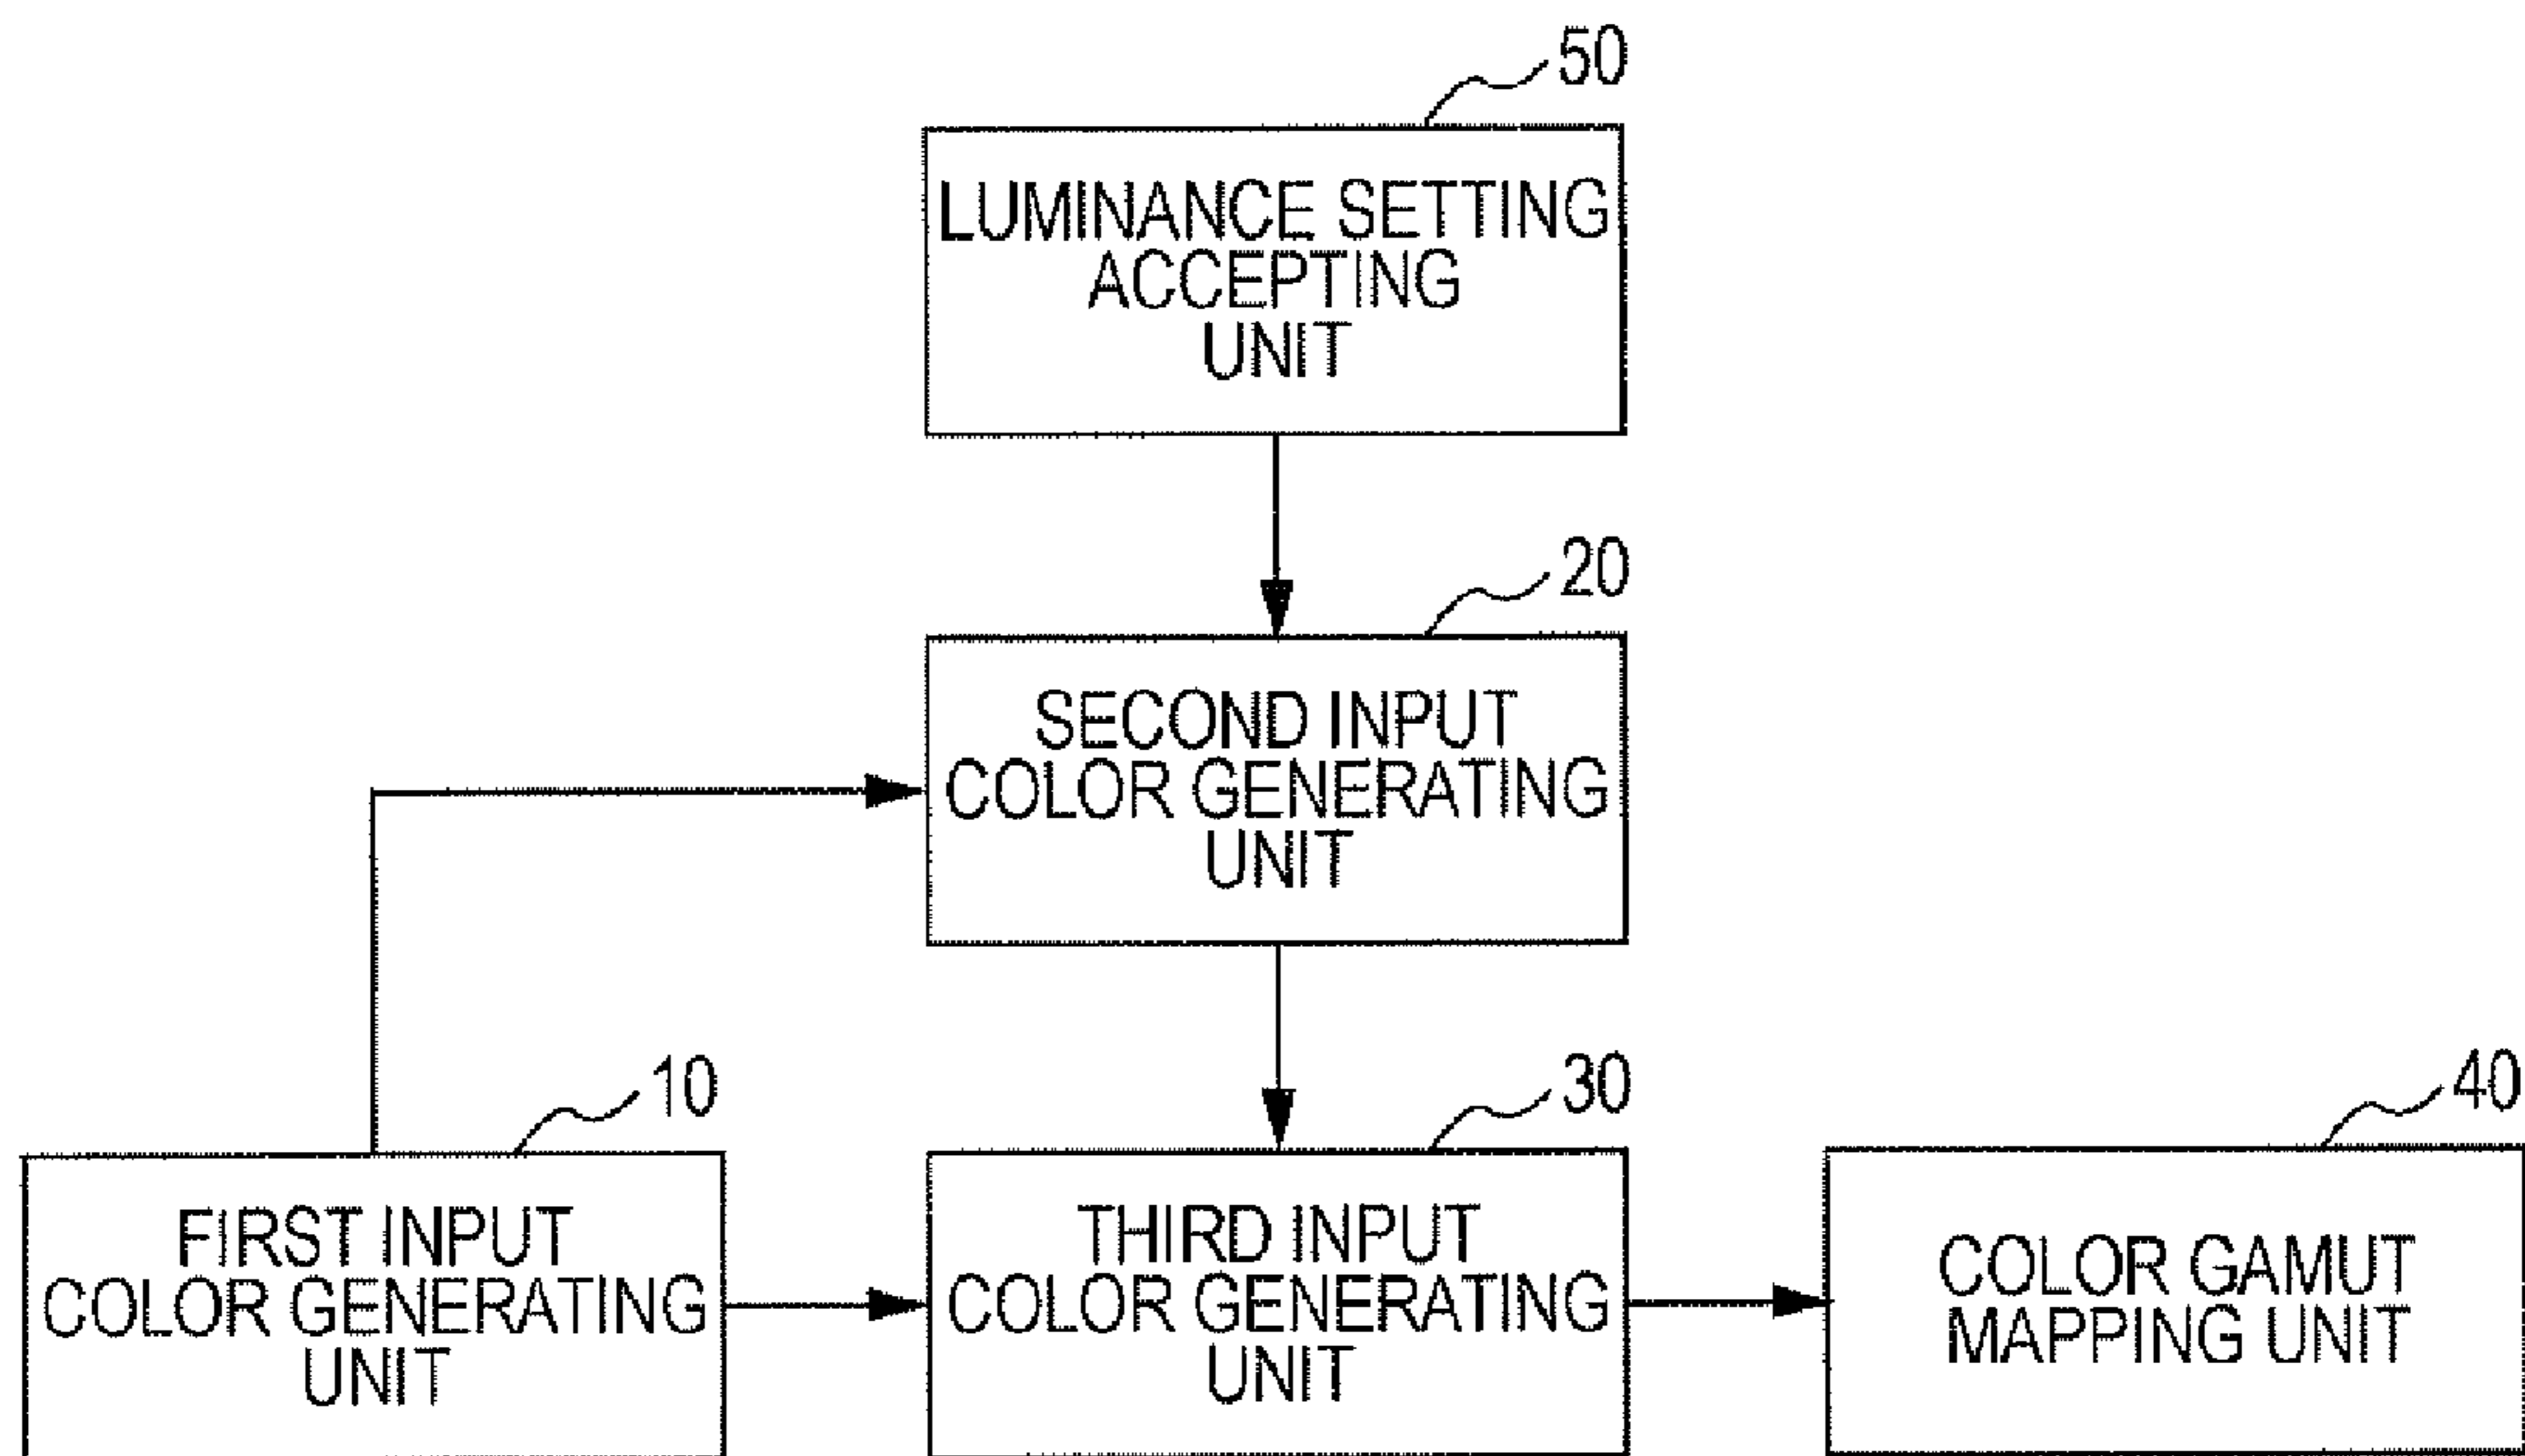 50
LUMINANCE SETTING
ACCEPTING
UNIT
20
SECOND INPUT
COLOR GENERATING
UNIT
10
FIRST INPUT
COLOR GENERATING
UNIT
30
THIRD INPUT
COLOR GENERATING
UNIT
40
COLOR GAMUT
MAPPING UNIT